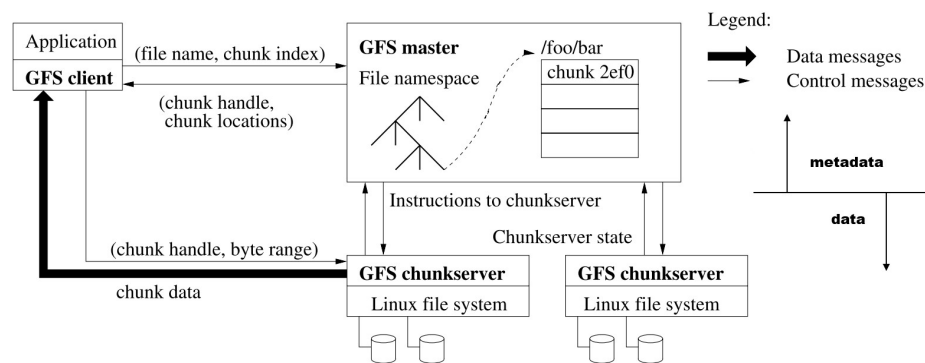 Application
GFS client
(file name, chunk index)
(chunk handle,
chunk locations)
GFS master
File namespace
/foo/bar
chunk 2ef0
Legend:
Data messages
Control messages
metadata
data
Instructions to chunkserver
Chunkserver state
(chunk handle, byte range)
chunk data
GFS chunkserver
Linux file system
GFS chunkserver
Linux file system